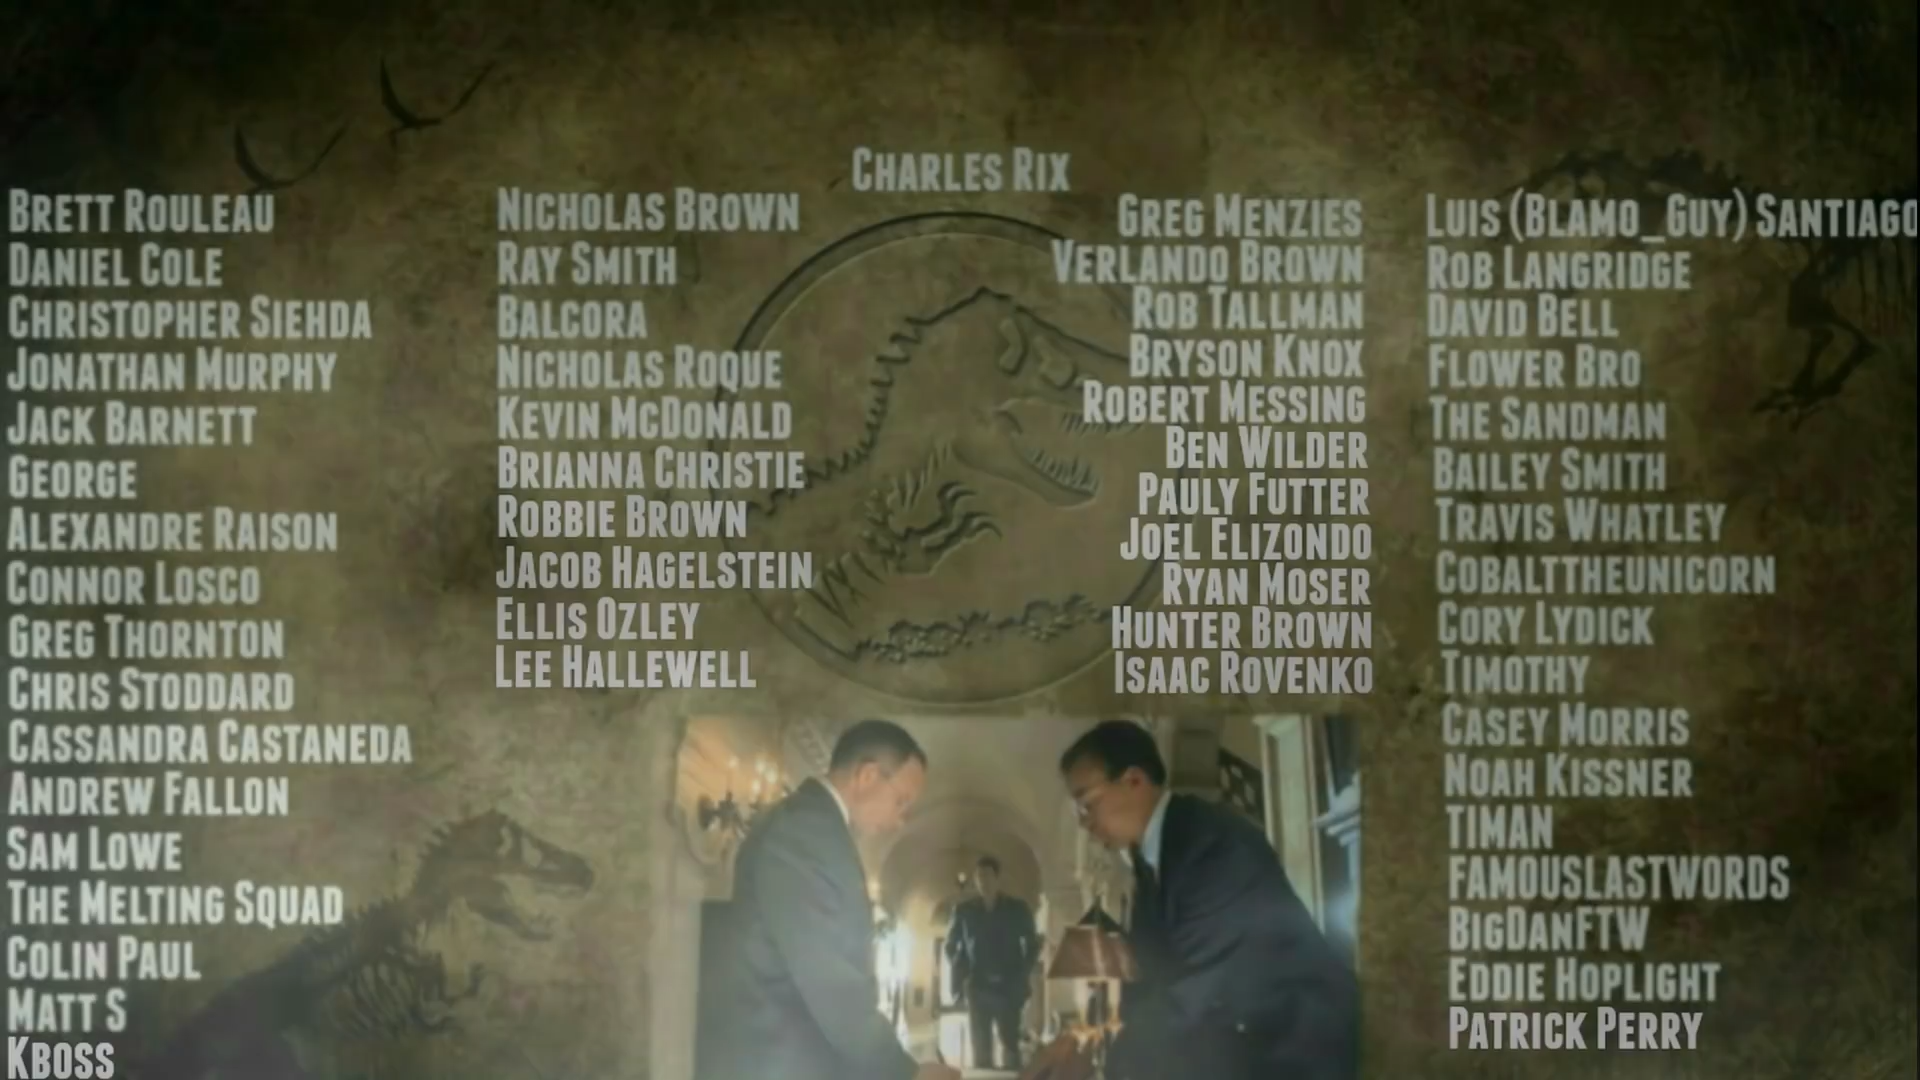 Charles Rix
Brett Rouleau
Daniel Cole
Christopher Siehda
Jonathan Murphy
Jack Barnett
George
Alexandre Raison
Connor Losco
Greg Thornton
Chris Stoddard
Cassandra Castaneda
Andrew Fallon
Sam Lowe
The Melting Squad
Colin Paul
Matt S
Kboss
Nicholas Brown
Ray Smith
Balcora
Nicholas Roque
Kevin McDonald
Brianna Christie
Robbie Brown
Jacob Hagelstein
Ellis Ozley
Lee Hallewell
Greg Menzies
Verlando Brown
Rob Tallman
Bryson Knox
Robert Messing
Ben Wilder
Pauly Futter
Joel Elizondo
Ryan Moser
Hunter Brown
Isaac Rovenko
Luis (Blamo_Guy) Santiago
Rob Langridge
David Bell
Flower Bro
The Sandman
Bailey Smith
Travis Whatley
Cobalttheunicorn
Cory Lydick
Timothy
Casey Morris
Noah Kissner
Timan
famouslastwords
BigDanFTW
Eddie Hoplight
Patrick Perry